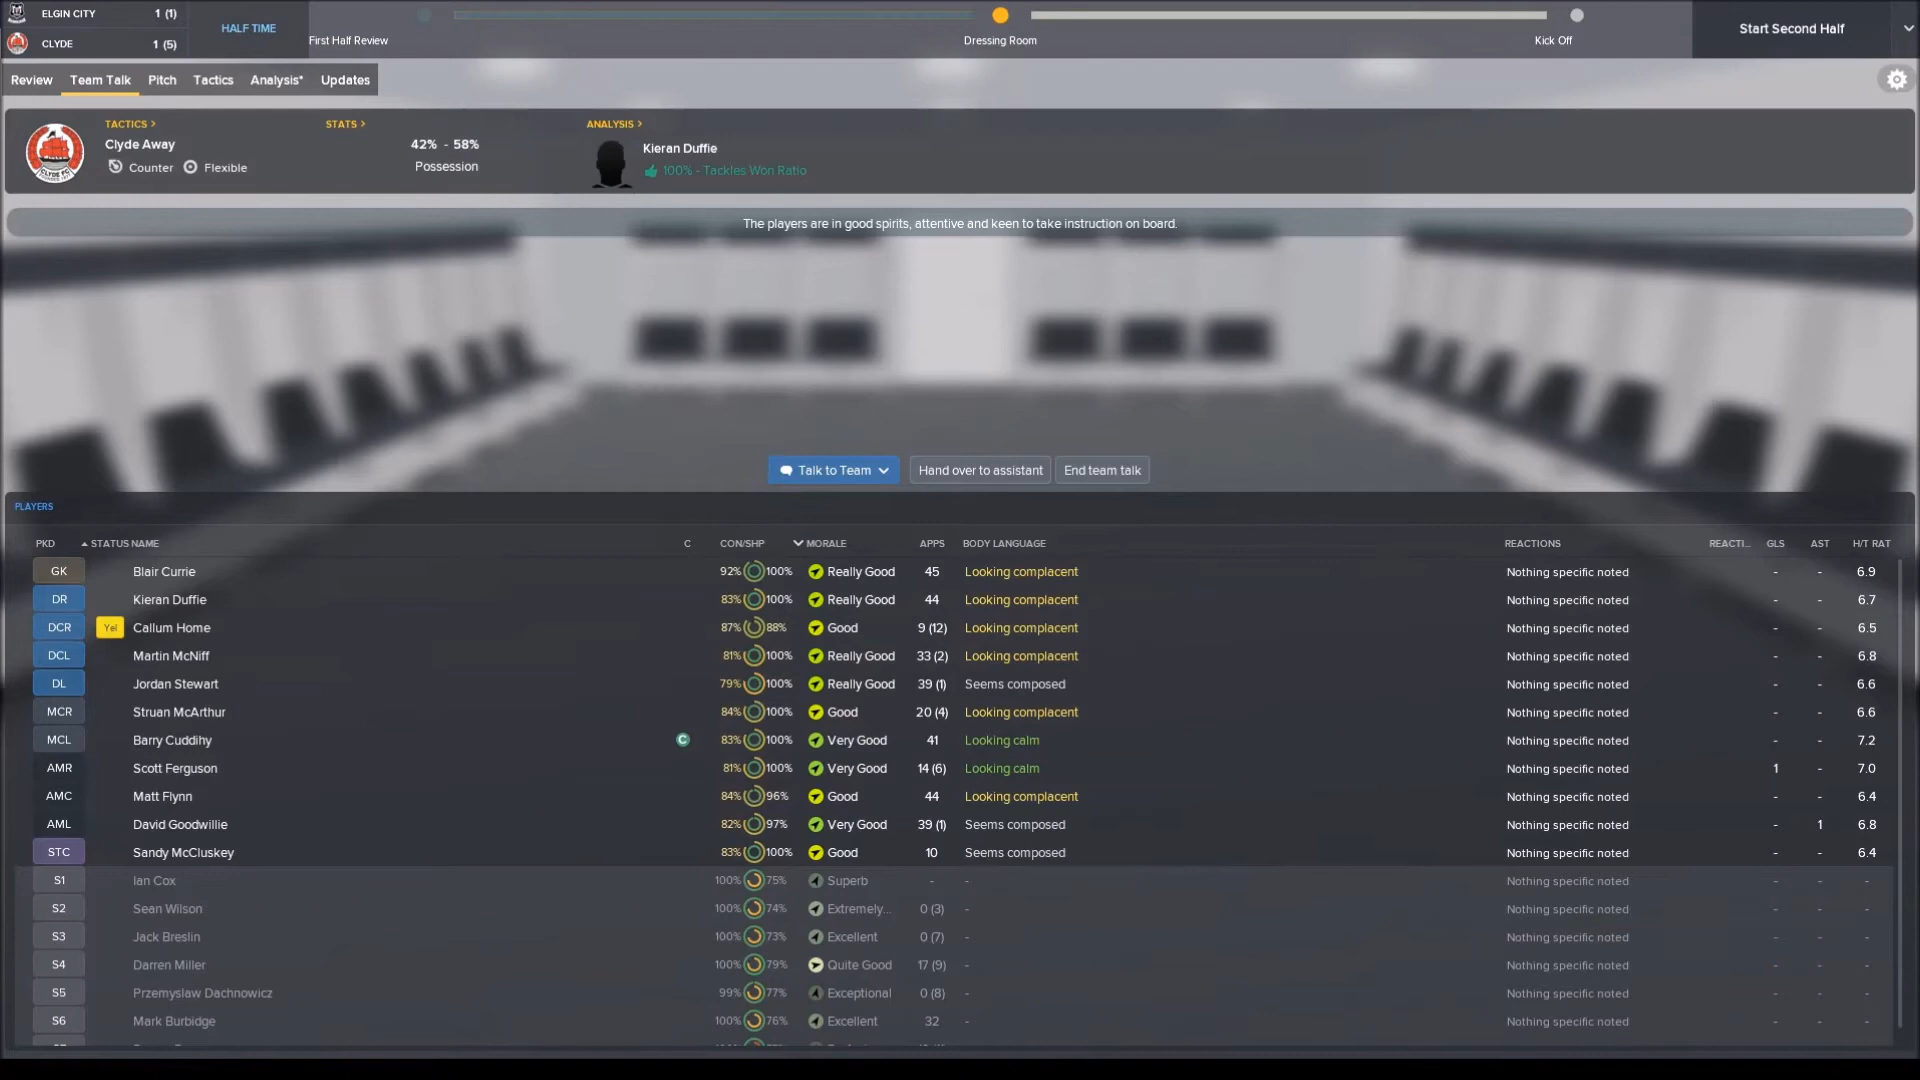 ELGIN CITY 1 (1)
CLYDE 1 (5)
HALF TIME
First Half Review
Dressing Room
Kick Off
Start Second Half
Review Team Talk Pitch Tactics Analysis* Updates
TACTICS >
Clyde Away
Counter Flexible
STATS >
42% - 58%
Possession
ANALYSIS >
Kieran Duffie
100% - Tackles Won Ratio
The players are in good spirits, attentive and keen to take instruction on board.
Talk to Team Hand over to assistant End team talk
PLAYERS
PKD STATUS NAME C CON/SHP MORALE APPS BODY LANGUAGE REACTIONS REACTI... GLS AST H/T RAT
GK Blair Currie 92% 100% Really Good 45 Looking complacent Nothing specific noted - - 6.9
DR Kieran Duffie 83% 100% Really Good 44 Looking complacent Nothing specific noted - - 6.7
DCR Yel Callum Home 87% 88% Good 9 (12) Looking complacent Nothing specific noted - - 6.5
DCL Martin McNiff 81% 100% Really Good 33 (2) Looking complacent Nothing specific noted - - 6.8
DL Jordan Stewart 79% 100% Really Good 39 (1) Seems composed Nothing specific noted - - 6.6
MCR Struan McArthur 84% 100% Good 20 (4) Looking complacent Nothing specific noted - - 6.6
MCL Barry Cuddihy C 83% 100% Very Good 41 Looking calm Nothing specific noted - - 7.2
AMR Scott Ferguson 81% 100% Very Good 14 (6) Looking calm Nothing specific noted 1 - 7.0
AMC Matt Flynn 84% 96% Good 44 Looking complacent Nothing specific noted - - 6.4
AML David Goodwillie 82% 97% Very Good 39 (1) Seems composed Nothing specific noted - 1 6.8
STC Sandy McCluskey 83% 100% Good 10 Seems composed Nothing specific noted - - 6.4
S1 Ian Cox 100% 75% Superb - - Nothing specific noted - - -
S2 Sean Wilson 100% 74% Extremely... 0 (3) - Nothing specific noted - - -
S3 Jack Breslin 100% 73% Excellent 0 (7) - Nothing specific noted - - -
S4 Darren Miller 100% 79% Quite Good 17 (9) - Nothing specific noted - - -
S5 Przemyslaw Dachnowicz 99% 77% Exceptional 0 (8) - Nothing specific noted - - -
S6 Mark Burbidge 100% 76% Excellent 32 - Nothing specific noted - - -